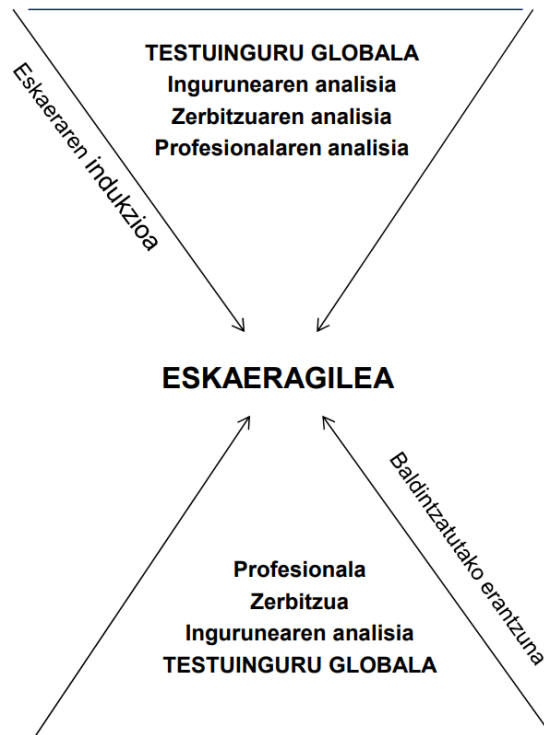 TESTUINGURU GLOBALA
Ingurunearen analisia
Zerbitzuaren analisia
Profesionalaren analisia
Eskaeraren indukzioa
ESKAERAGILEA
Baldintzatutako erantzuna
Profesionala
Zerbitzua
Ingurunearen analisia
TESTUINGURU GLOBALA